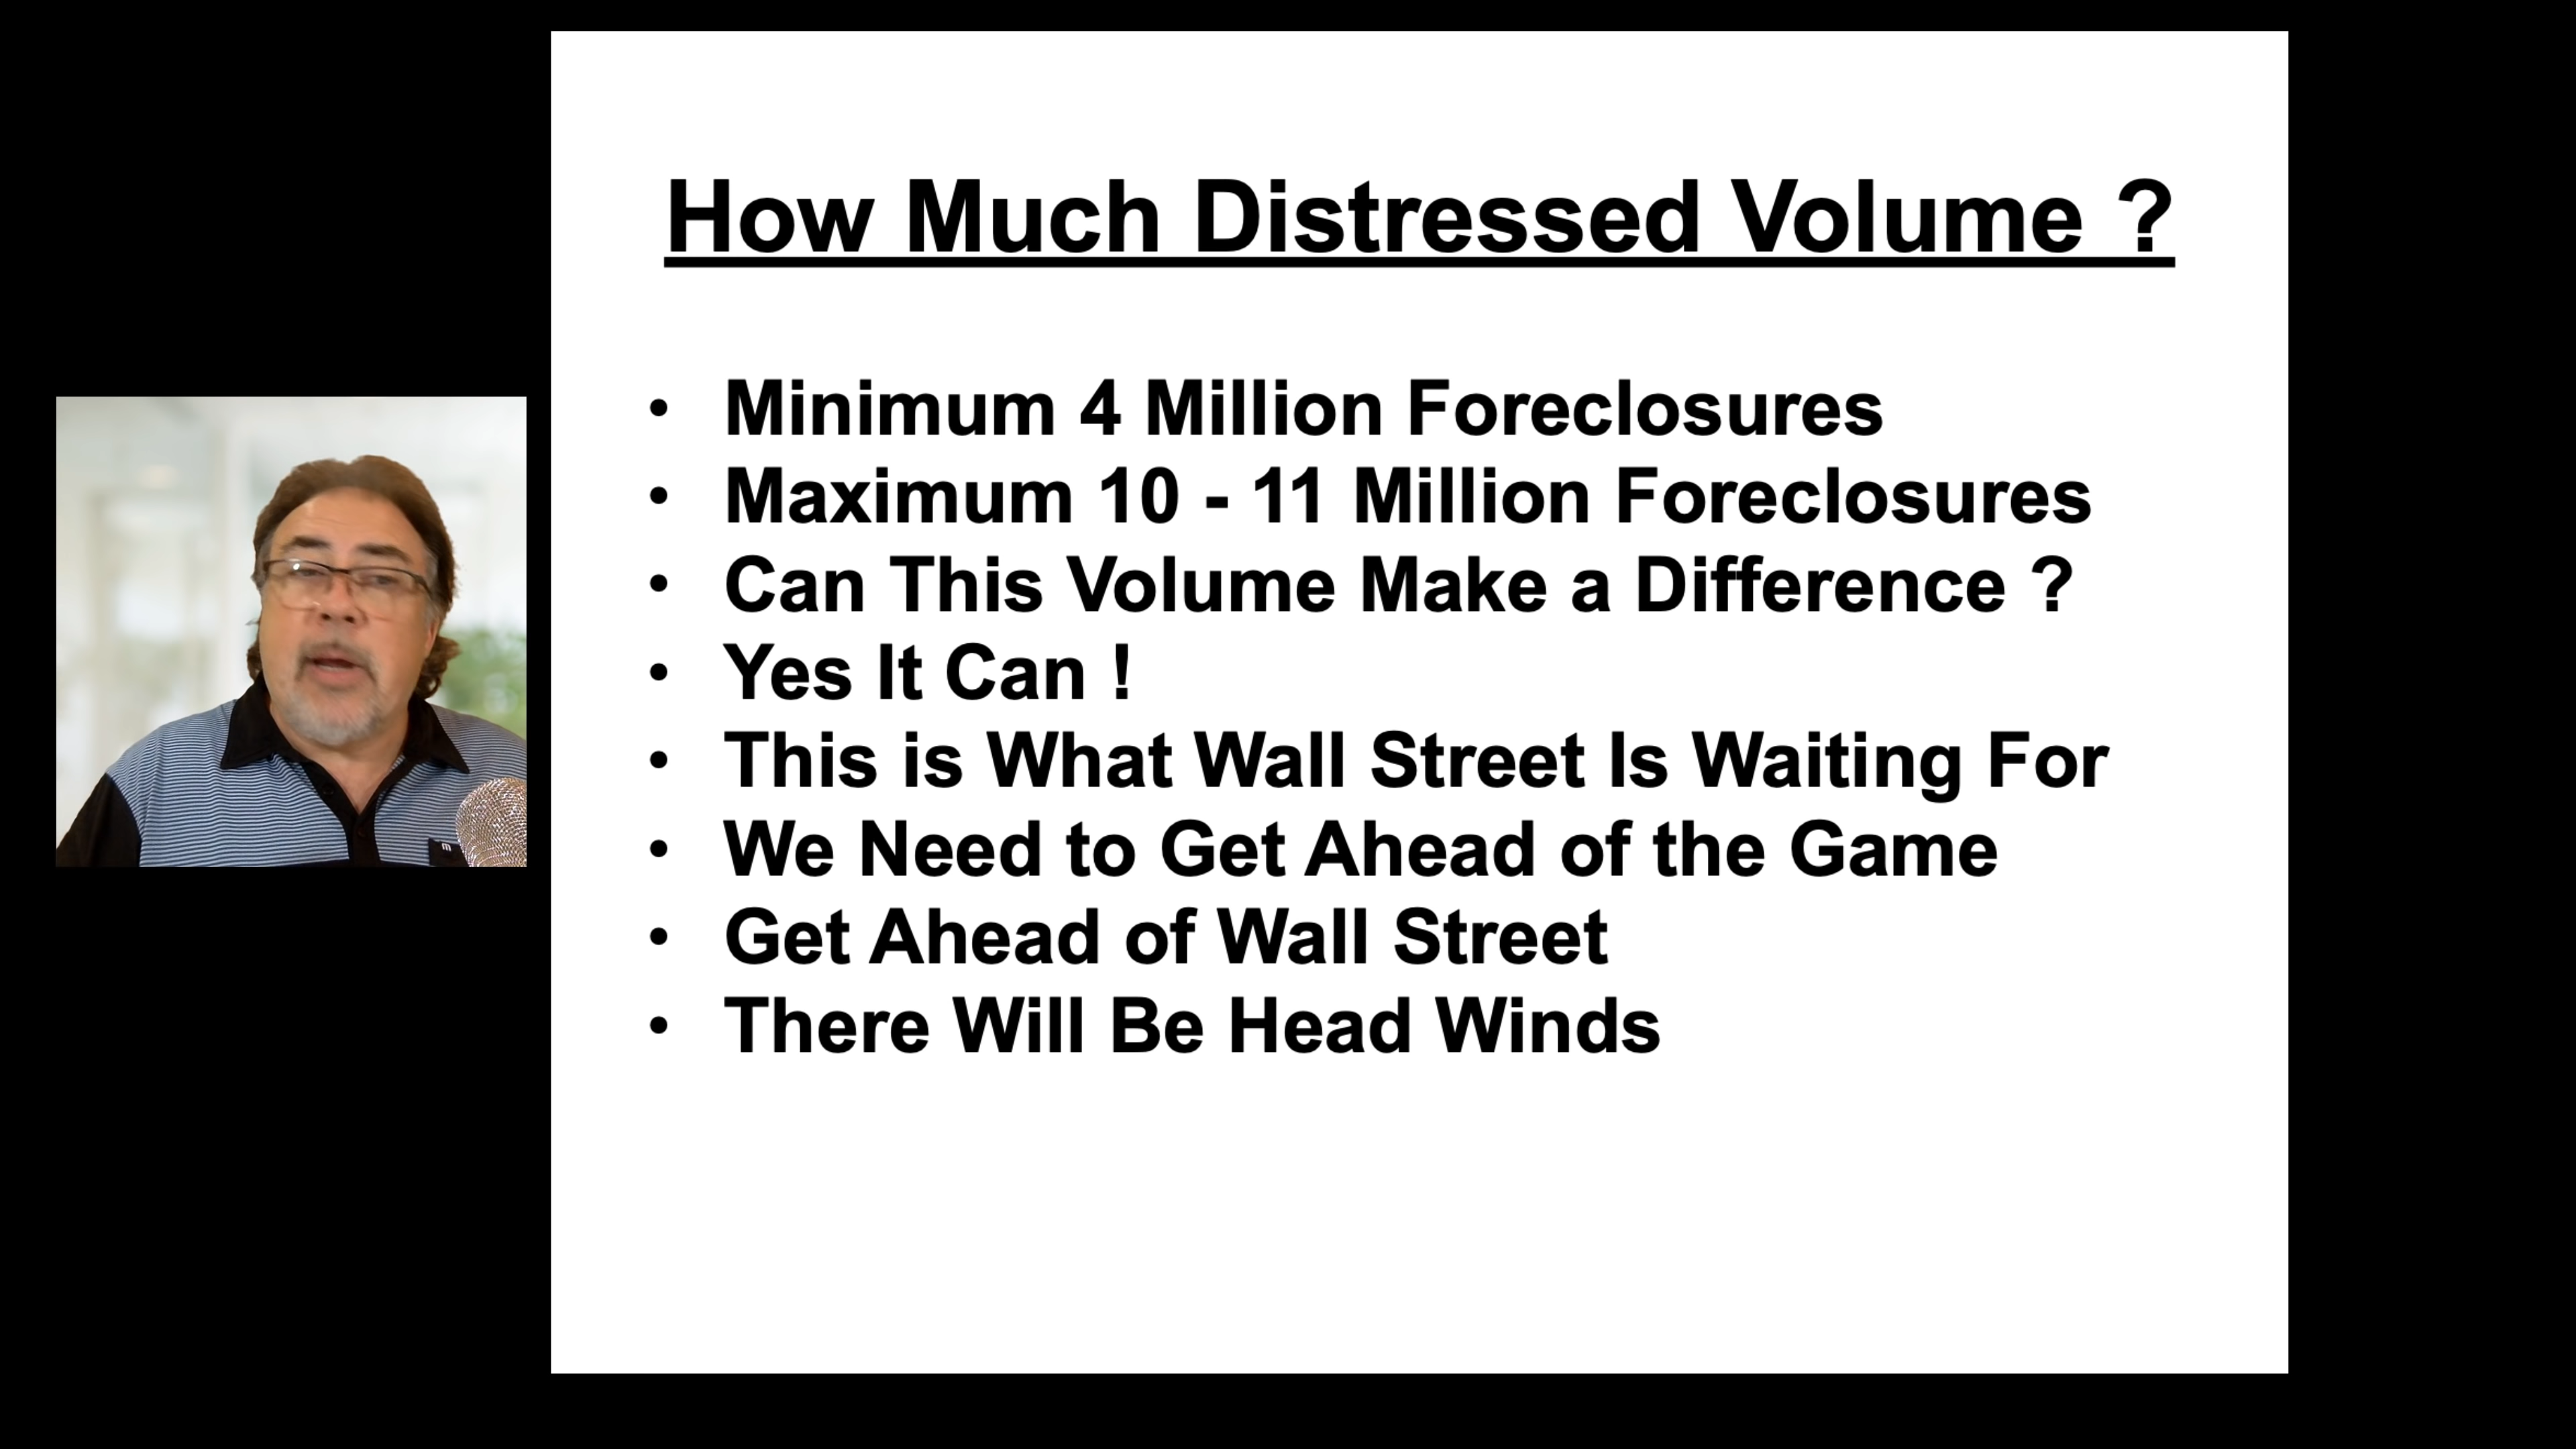 How Much Distressed Volume ?
• Minimum 4 Million Foreclosures
• Maximum 10 - 11 Million Foreclosures
• Can This Volume Make a Difference ?
• Yes It Can !
• This is What Wall Street Is Waiting For
• We Need to Get Ahead of the Game
• Get Ahead of Wall Street
• There Will Be Head Winds